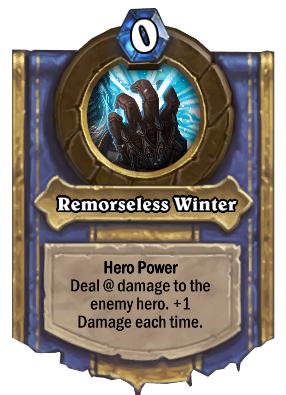 0
Remorseless Winter
Hero Power
Deal @ damage to the
enemy hero. +1
Damage each time.